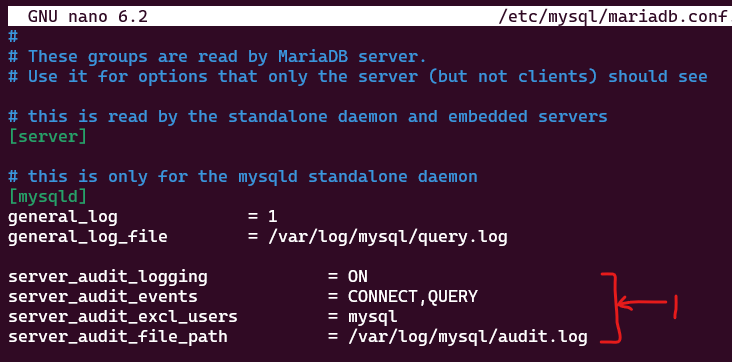 GNU nano 6.2 /etc/mysql/mariadb.conf
#
# These groups are read by MariaDB server.
# Use it for options that only the server (but not clients) should see
# this is read by the standalone daemon and embedded servers
[server]
# this is only for the mysqld standalone daemon
[mysqld]
general_log = 1
general_log_file = /var/log/mysql/query.log
server_audit_logging = ON
server_audit_events = CONNECT,QUERY
server_audit_excl_users = mysql
server_audit_file_path = /var/log/mysql/audit.log
1